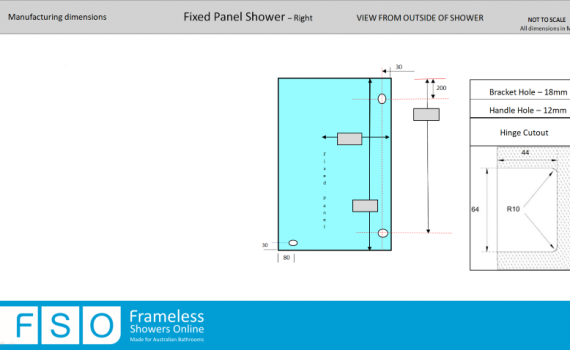 Manufacturing dimensions
Fixed Panel Shower – Right
VIEW FROM OUTSIDE OF SHOWER
NOT TO SCALE
All dimensions in M
30
200
fixed panel
30
80
Bracket Hole – 18mm
Handle Hole – 12mm
Hinge Cutout
44
64
R10
FSO
Frameless
Showers Online
Made for Australian Bathrooms